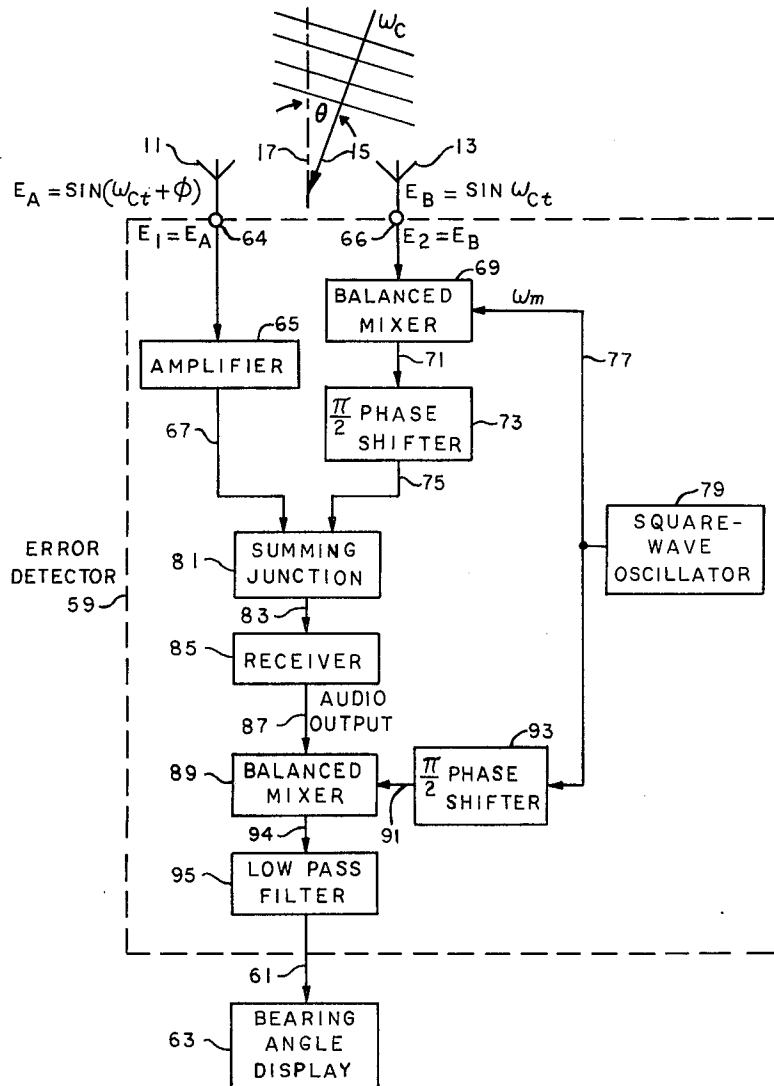 ωC
θ
11
17
15
13
E_A = SIN(ω_Ct + φ)
E_B = SIN ω_Ct
E_1 = E_A
64
66
E_2 = E_B
69
BALANCED
MIXER
ωm
65
AMPLIFIER
71
77
π/2 PHASE
SHIFTER
73
67
75
79
SQUARE-
WAVE
OSCILLATOR
ERROR
DETECTOR
59
81
SUMMING
JUNCTION
83
85
RECEIVER
AUDIO
OUTPUT
87
93
89
BALANCED
MIXER
π/2 PHASE
SHIFTER
94
91
95
LOW PASS
FILTER
61
63
BEARING
ANGLE
DISPLAY